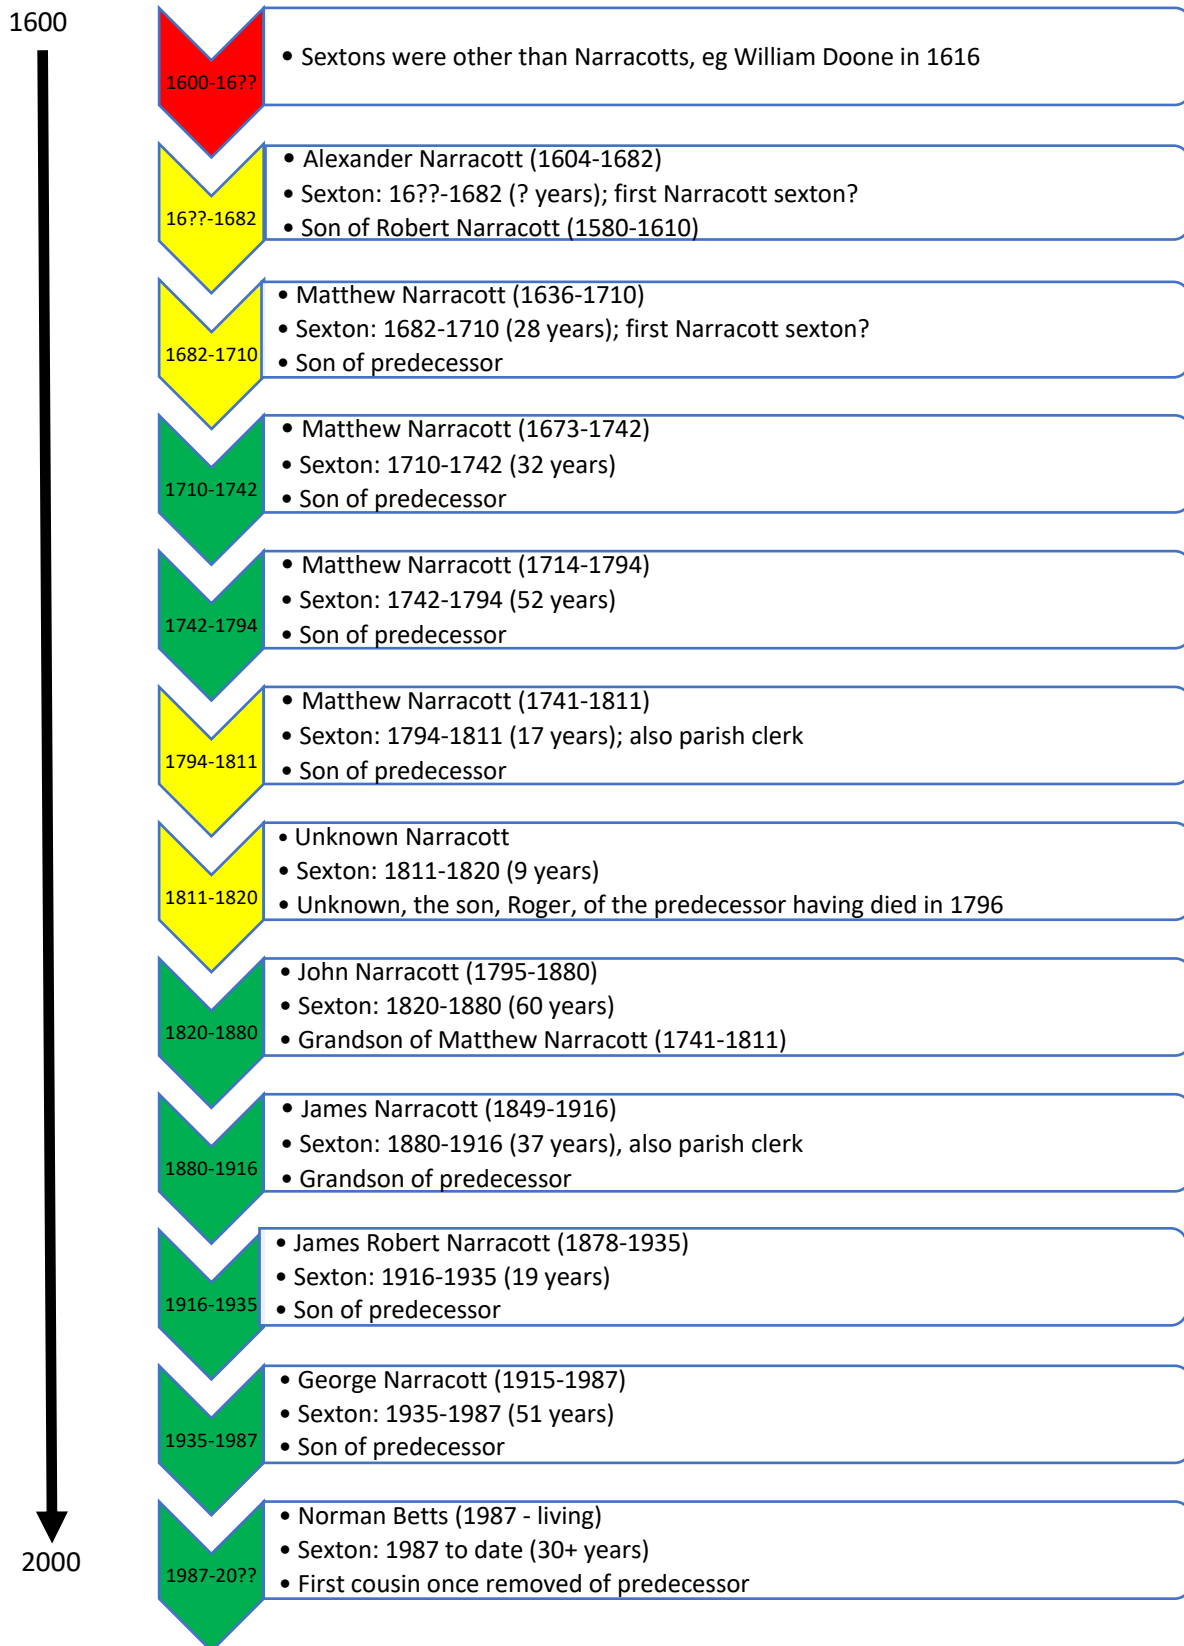 1600
1600-16??
• Sextons were other than Narracotts, eg William Doone in 1616
16??-1682
• Alexander Narracott (1604-1682)
• Sexton: 16??-1682 (? years); first Narracott sexton?
• Son of Robert Narracott (1580-1610)
1682-1710
• Matthew Narracott (1636-1710)
• Sexton: 1682-1710 (28 years); first Narracott sexton?
• Son of predecessor
1710-1742
• Matthew Narracott (1673-1742)
• Sexton: 1710-1742 (32 years)
• Son of predecessor
1742-1794
• Matthew Narracott (1714-1794)
• Sexton: 1742-1794 (52 years)
• Son of predecessor
1794-1811
• Matthew Narracott (1741-1811)
• Sexton: 1794-1811 (17 years); also parish clerk
• Son of predecessor
1811-1820
• Unknown Narracott
• Sexton: 1811-1820 (9 years)
• Unknown, the son, Roger, of the predecessor having died in 1796
1820-1880
• John Narracott (1795-1880)
• Sexton: 1820-1880 (60 years)
• Grandson of Matthew Narracott (1741-1811)
1880-1916
• James Narracott (1849-1916)
• Sexton: 1880-1916 (37 years), also parish clerk
• Grandson of predecessor
1916-1935
• James Robert Narracott (1878-1935)
• Sexton: 1916-1935 (19 years)
• Son of predecessor
1935-1987
• George Narracott (1915-1987)
• Sexton: 1935-1987 (51 years)
• Son of predecessor
2000
1987-20??
• Norman Betts (1987 - living)
• Sexton: 1987 to date (30+ years)
• First cousin once removed of predecessor